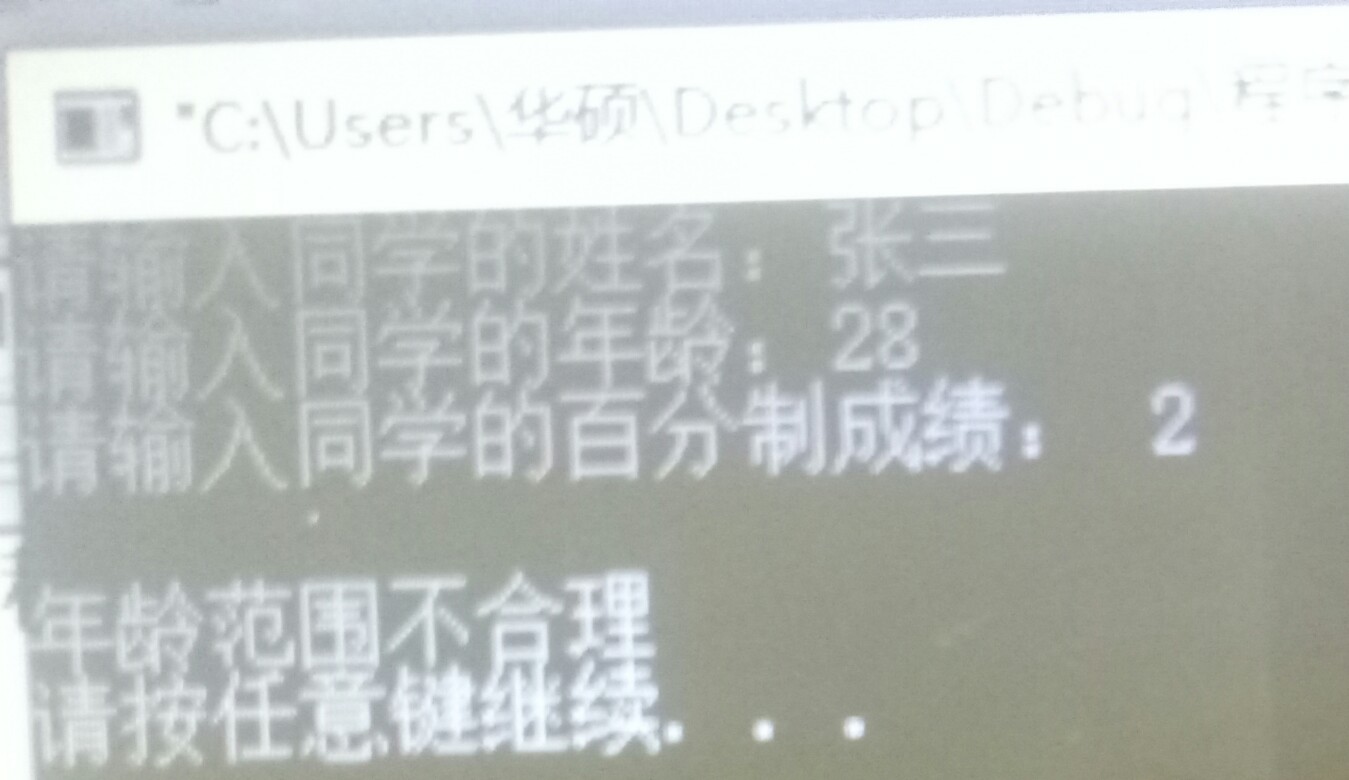 "C:\Users\华硕\Desktop\Debug\程序
请输入同学的姓名：张三
请输入同学的年龄：28
请输入同学的百分制成绩： 2
年龄范围不合理
请按任意键继续. . .